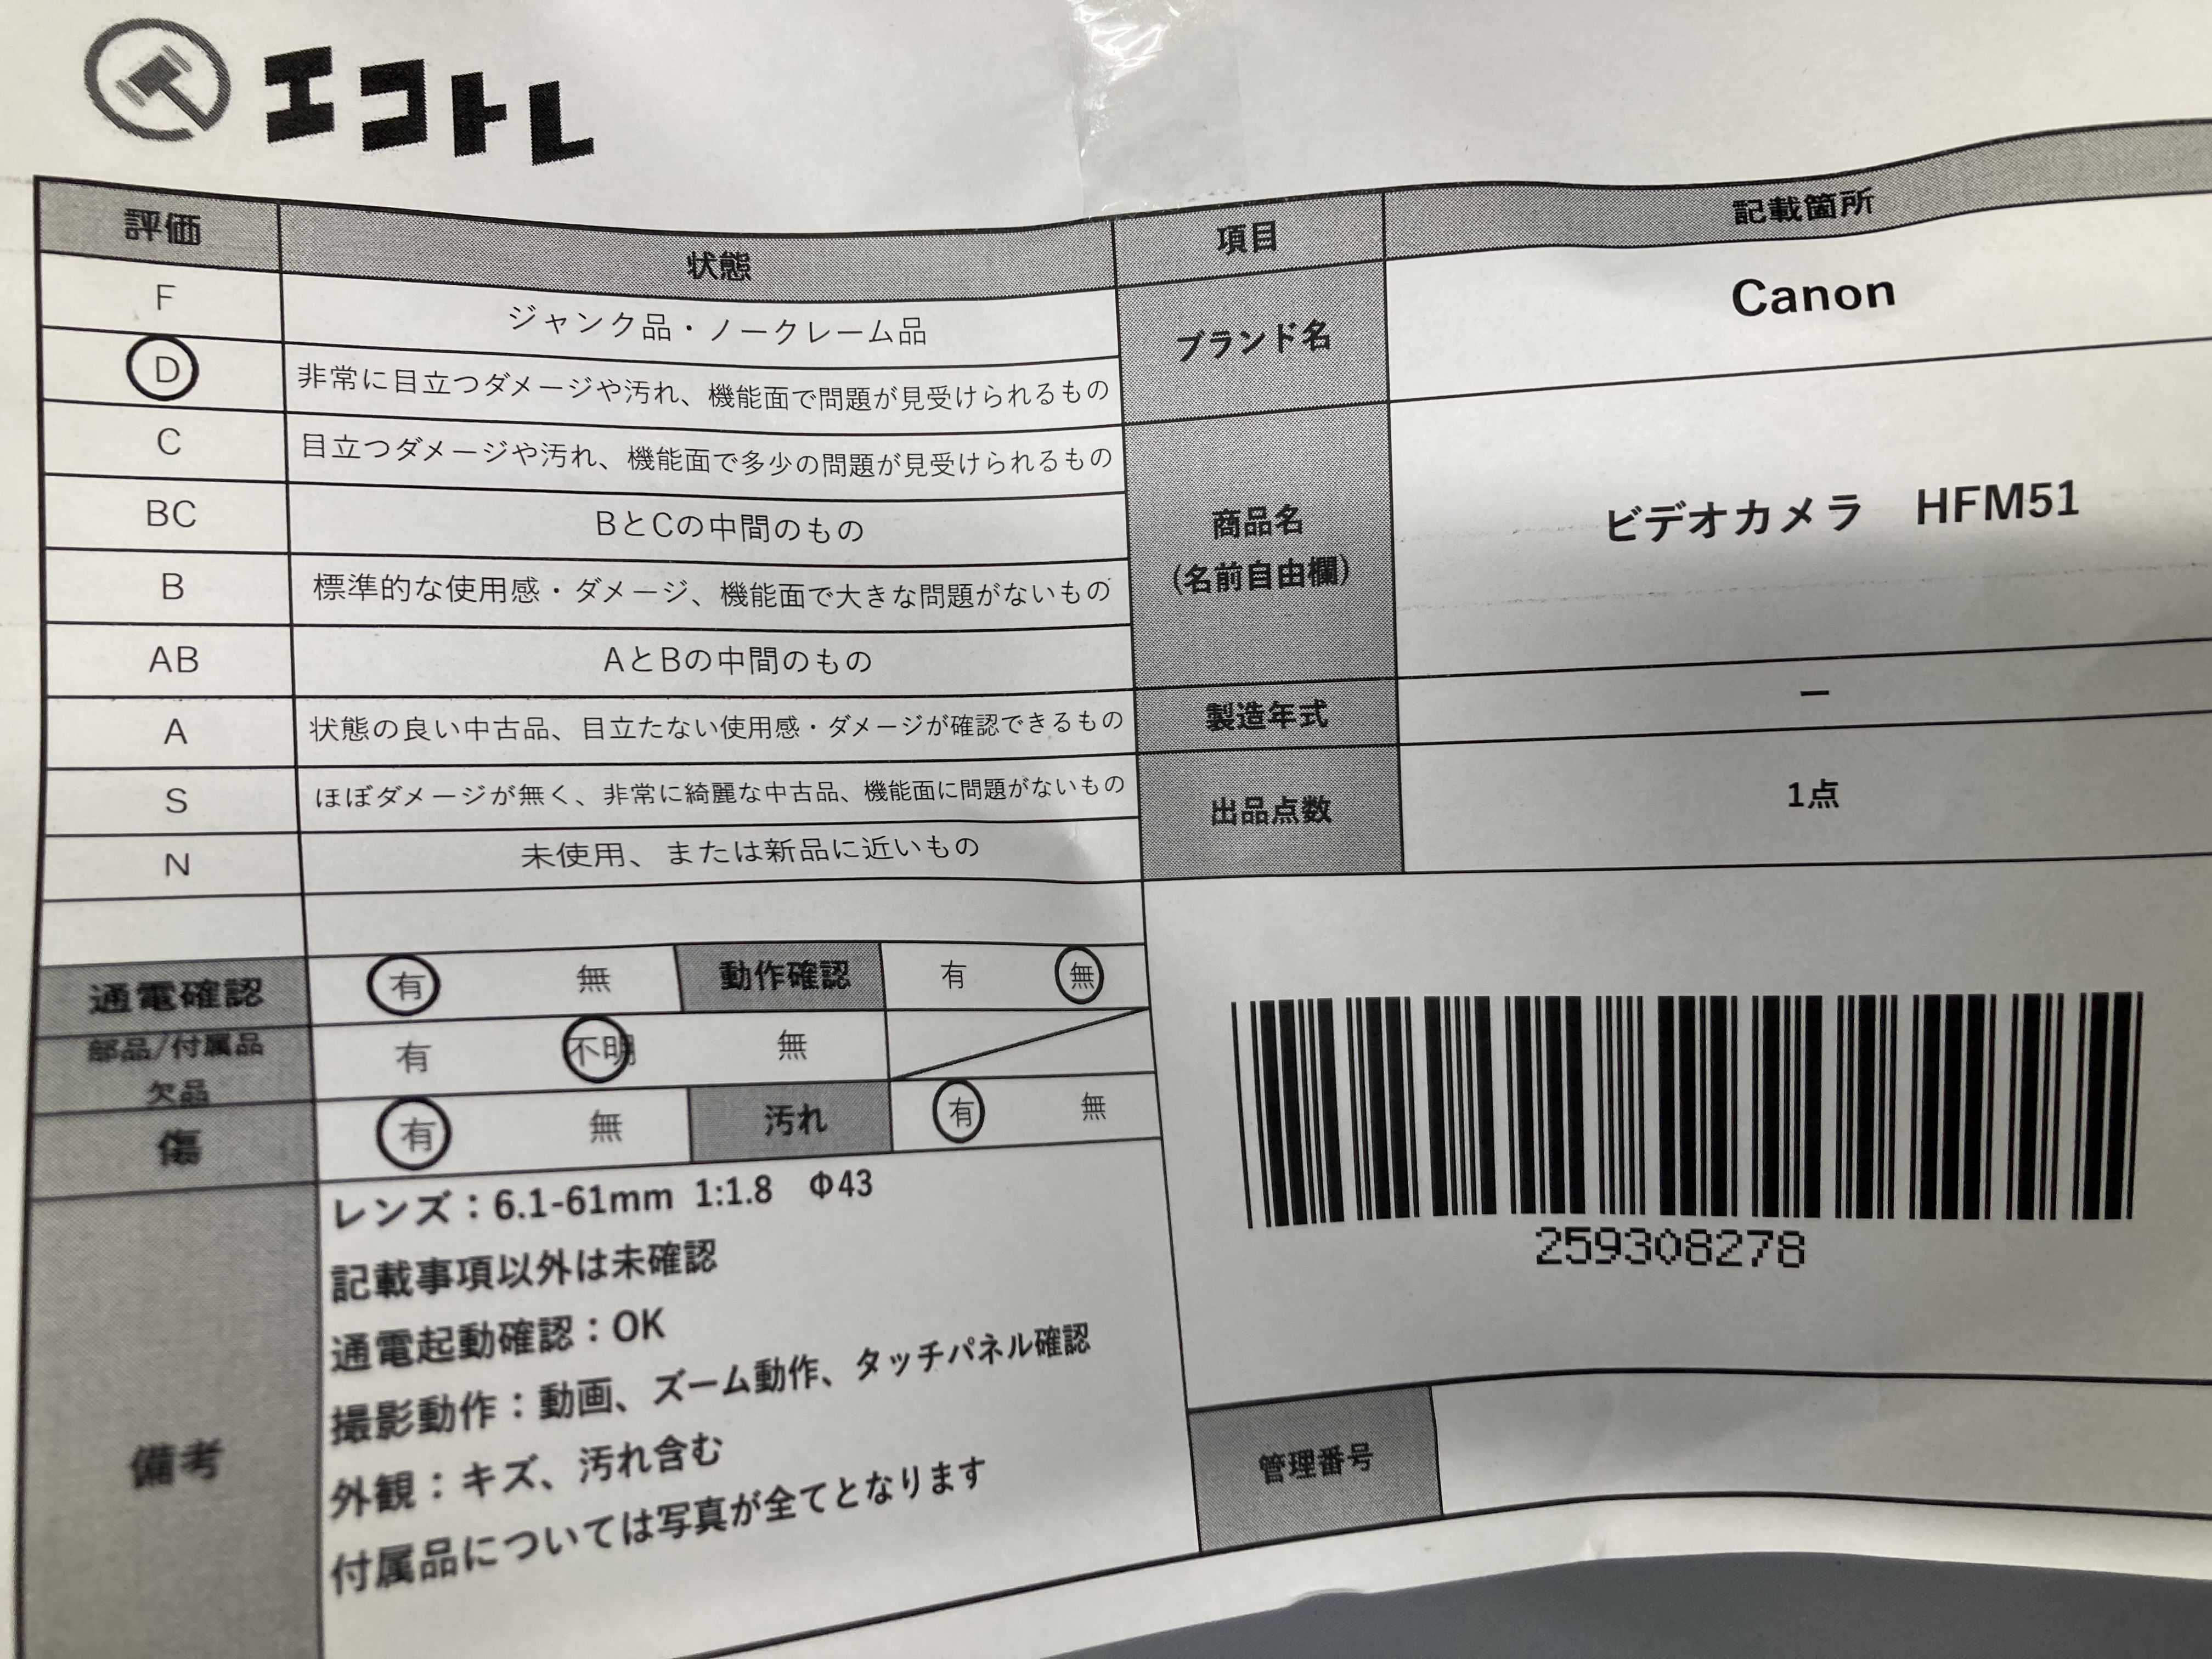 エコトレ
評価 状態
F ジャンク品・ノークレーム品
D 非常に目立つダメージや汚れ、機能面で問題が見受けられるもの
C 目立つダメージや汚れ、機能面で多少の問題が見受けられるもの
BC BとCの中間のもの
B 標準的な使用感・ダメージ、機能面で大きな問題がないもの
AB AとBの中間のもの
A 状態の良い中古品、目立たない使用感・ダメージが確認できるもの
S ほぼダメージが無く、非常に綺麗な中古品、機能面に問題がないもの
N 未使用、または新品に近いもの
通電確認 有 無 動作確認 有 無
部品/付属品 有 不明 無
欠品
傷 有 無 汚れ 有 無
備考
レンズ：6.1-61mm 1:1.8 Φ43
記載事項以外は未確認
通電起動確認：OK
撮影動作：動画、ズーム動作、タッチパネル確認
外観：キズ、汚れ含む
付属品については写真が全てとなります
項目 記載箇所
ブランド名 Canon
商品名
(名前自由欄)
ビデオカメラ HFM51
製造年式 ー
出品点数 1点
259308278
管理番号